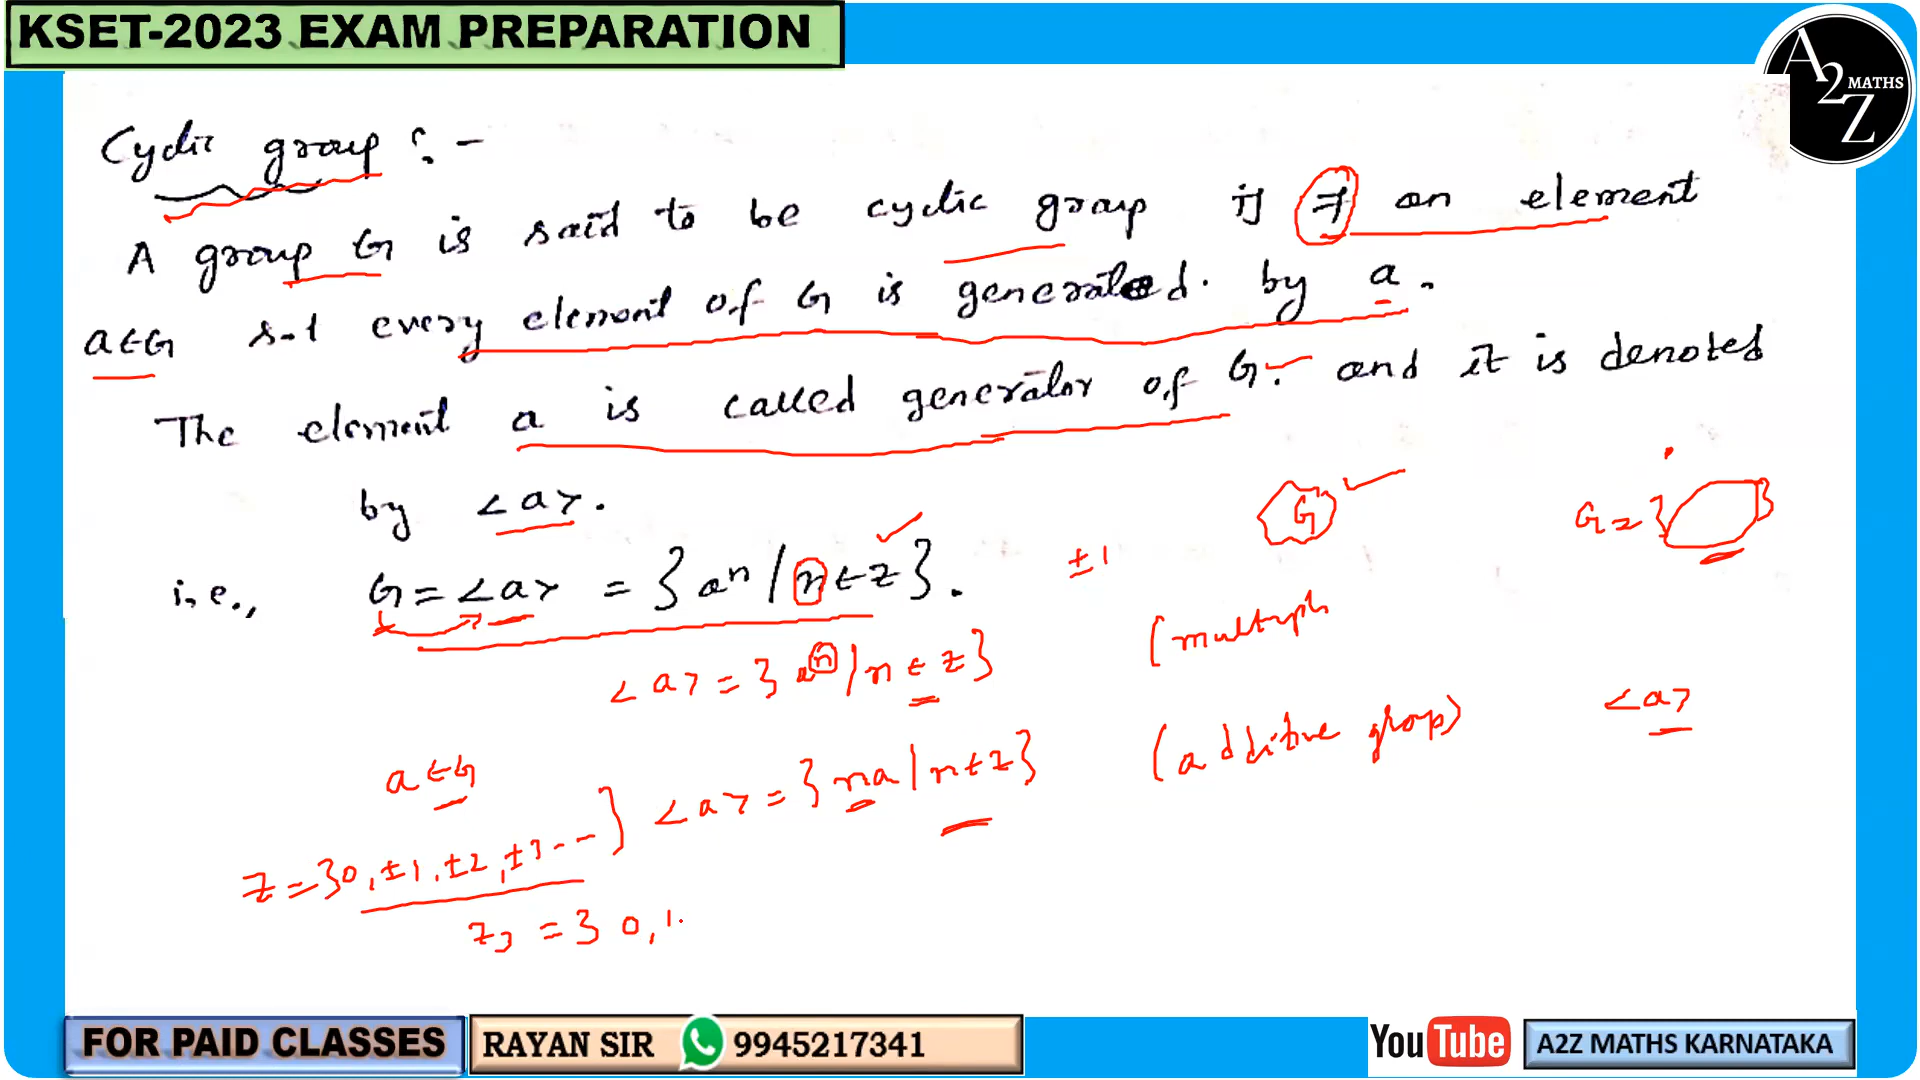 KSET-2023 EXAM PREPARATION
A2Z MATHS
Cyclic group :-
A group G is said to be cyclic group if ∃ an element
a∈G s.t every element of G is generated. by a.
The element a is called generator of G. and it is denoted
by <a>.
G
G = { }
i.e., G = <a> = {aⁿ / n∈Z}.
±1
(multiph
<a> = {aⁿ / n∈Z}
<a>
(additive group)
a∈G
<a> = {na / n∈Z}
Z = {0, ±1, ±2, ±3 --- }
Z₃ = {0, 1.
FOR PAID CLASSES
RAYAN SIR 9945217341
YouTube
A2Z MATHS KARNATAKA